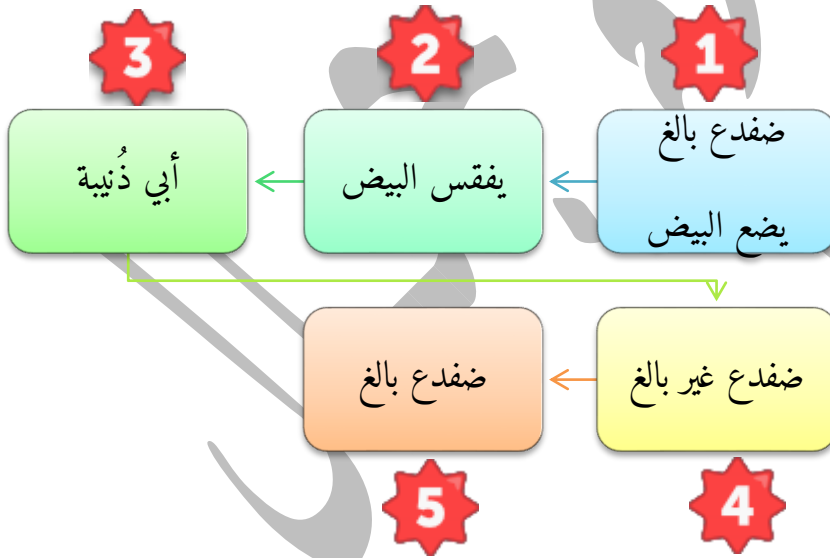 1
ضفدع بالغ
يضع البيض
2
يفقس البيض
3
أبي ذُنيبة
4
ضفدع غير بالغ
5
ضفدع بالغ